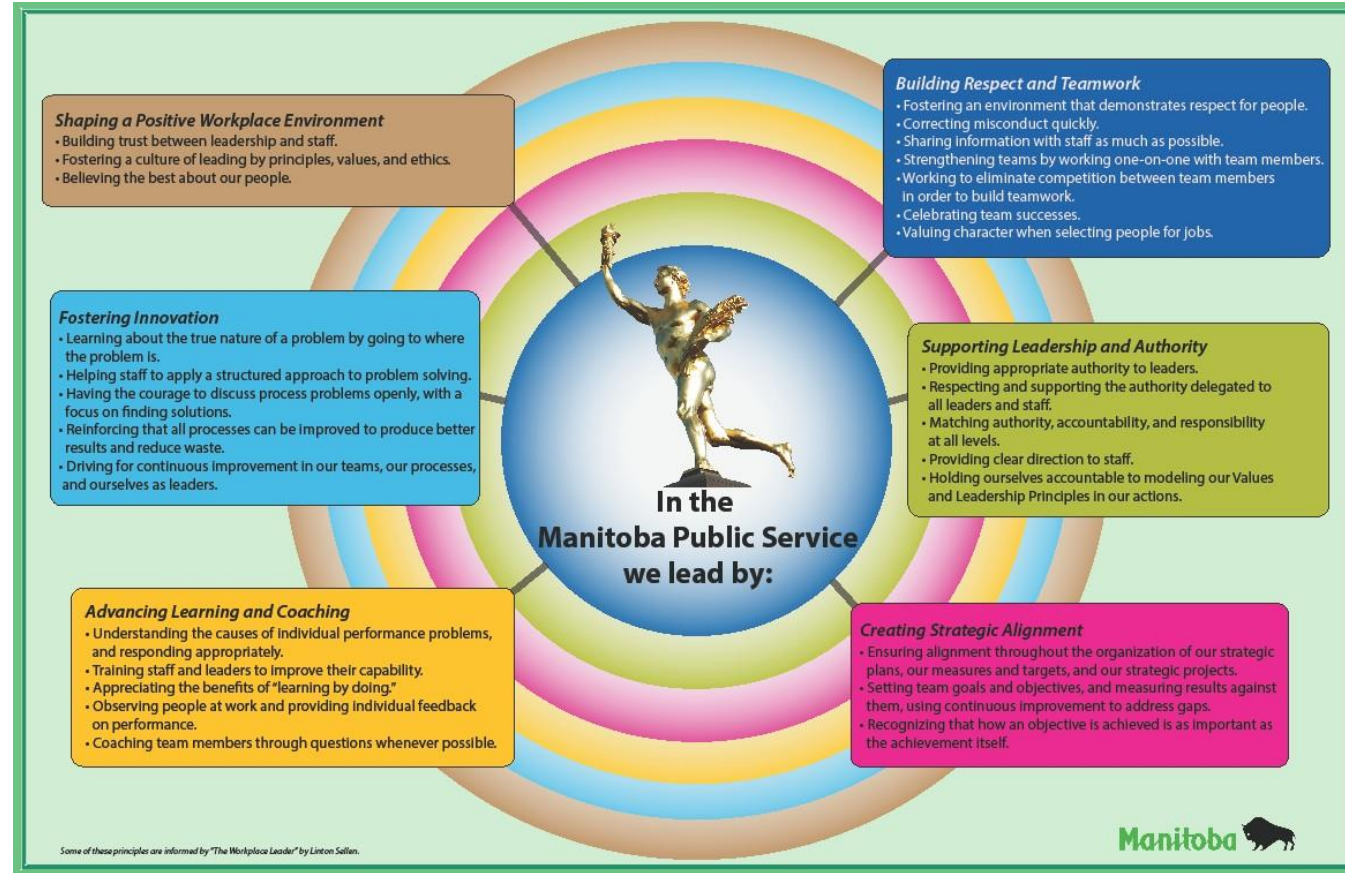 Shaping a Positive Workplace Environment
• Building trust between leadership and staff.
• Fostering a culture of leading by principles, values, and ethics.
• Believing the best about our people.
Building Respect and Teamwork
• Fostering an environment that demonstrates respect for people.
• Correcting misconduct quickly.
• Sharing information with staff as much as possible.
• Strengthening teams by working one-on-one with team members.
• Working to eliminate competition between team members
in order to build teamwork.
• Celebrating team successes.
• Valuing character when selecting people for jobs.
Fostering Innovation
• Learning about the true nature of a problem by going to where
the problem is.
• Helping staff to apply a structured approach to problem solving.
• Having the courage to discuss process problems openly, with a
focus on finding solutions.
• Reinforcing that all processes can be improved to produce better
results and reduce waste.
• Driving for continuous improvement in our teams, our processes,
and ourselves as leaders.
Supporting Leadership and Authority
• Providing appropriate authority to leaders.
• Respecting and supporting the authority delegated to
all leaders and staff.
• Matching authority, accountability, and responsibility
at all levels.
• Providing clear direction to staff.
• Holding ourselves accountable to modeling our Values
and Leadership Principles in our actions.
In the
Manitoba Public Service
we lead by:
Advancing Learning and Coaching
• Understanding the causes of individual performance problems,
and responding appropriately.
• Training staff and leaders to improve their capability.
• Appreciating the benefits of "learning by doing."
• Observing people at work and providing individual feedback
on performance.
• Coaching team members through questions whenever possible.
Creating Strategic Alignment
• Ensuring alignment throughout the organization of our strategic
plans, our measures and targets, and our strategic projects.
• Setting team goals and objectives, and measuring results against
them, using continuous improvement to address gaps.
• Recognizing that how an objective is achieved is as important as
the achievement itself.
Some of these principles are informed by "The Workplace Leader" by Linton Sellen.
Manitoba